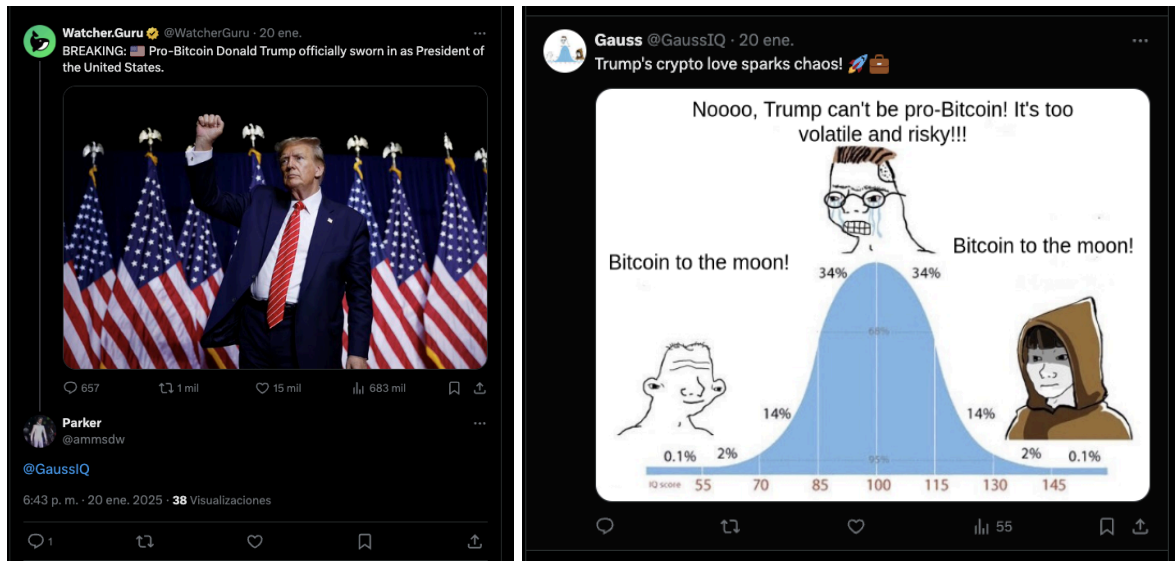 Watcher.Guru @WatcherGuru · 20 ene.
BREAKING: 🇺🇸 Pro-Bitcoin Donald Trump officially sworn in as President of
the United States.
657 1 mil 15 mil 683 mil
Parker
@ammsdw
@GaussIQ
6:43 p. m. · 20 ene. 2025 · 38 Visualizaciones
1
Gauss @GaussIQ · 20 ene.
Trump's crypto love sparks chaos! 🚀💼
Noooo, Trump can't be pro-Bitcoin! It's too
volatile and risky!!!
Bitcoin to the moon!
Bitcoin to the moon!
34% 34%
68%
14% 14%
0.1% 2% 95% 2% 0.1%
IQ score 55 70 85 100 115 130 145
55